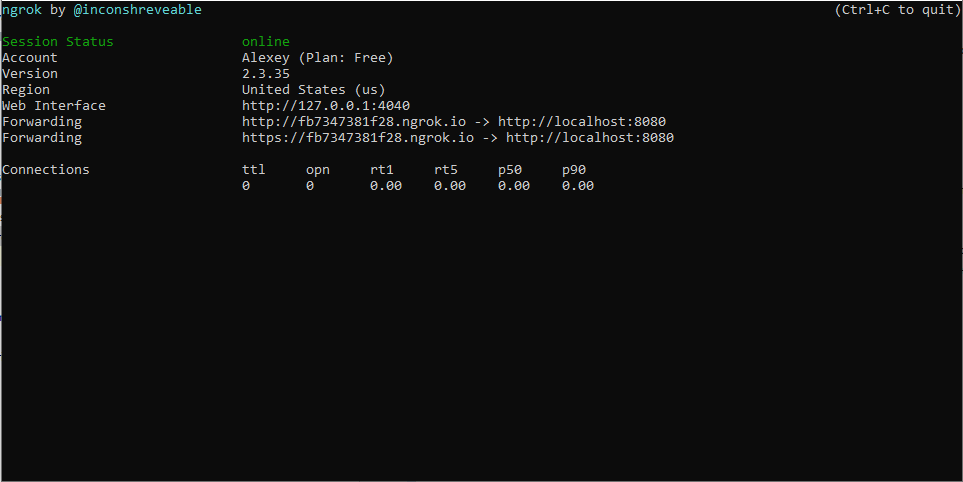 ngrok by @inconshreveable (Ctrl+C to quit)
Session Status online
Account Alexey (Plan: Free)
Version 2.3.35
Region United States (us)
Web Interface http://127.0.0.1:4040
Forwarding http://fb7347381f28.ngrok.io -> http://localhost:8080
Forwarding https://fb7347381f28.ngrok.io -> http://localhost:8080
Connections ttl opn rt1 rt5 p50 p90
0 0 0.00 0.00 0.00 0.00